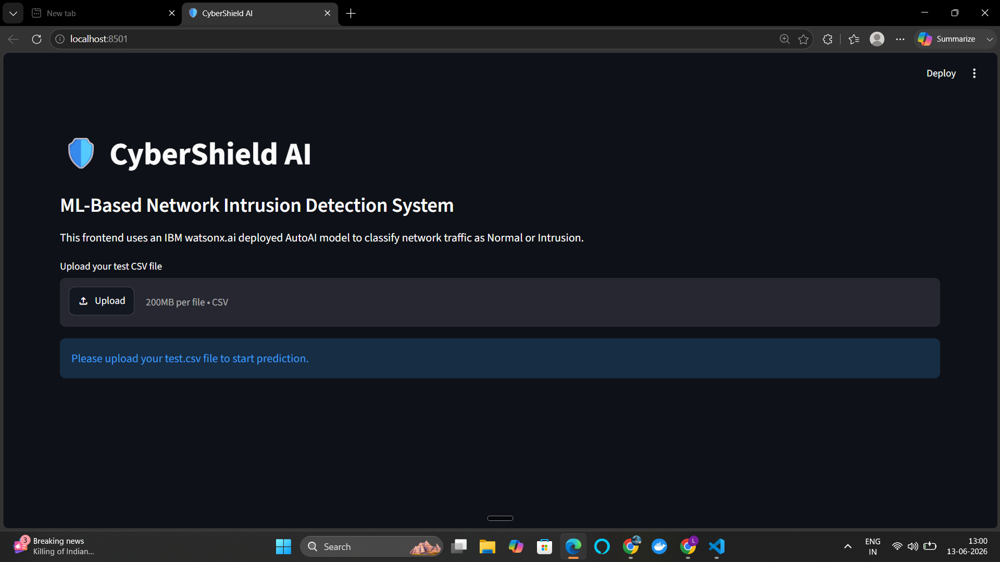 New tab
CyberShield AI
localhost:8501
Summarize
Deploy
CyberShield AI
ML-Based Network Intrusion Detection System
This frontend uses an IBM watsonx.ai deployed AutoAI model to classify network traffic as Normal or Intrusion.
Upload your test CSV file
Upload
200MB per file • CSV
Please upload your test.csv file to start prediction.
3
Breaking news
Killing of Indian...
Search
L
ENG
IN
13:00
13-06-2026